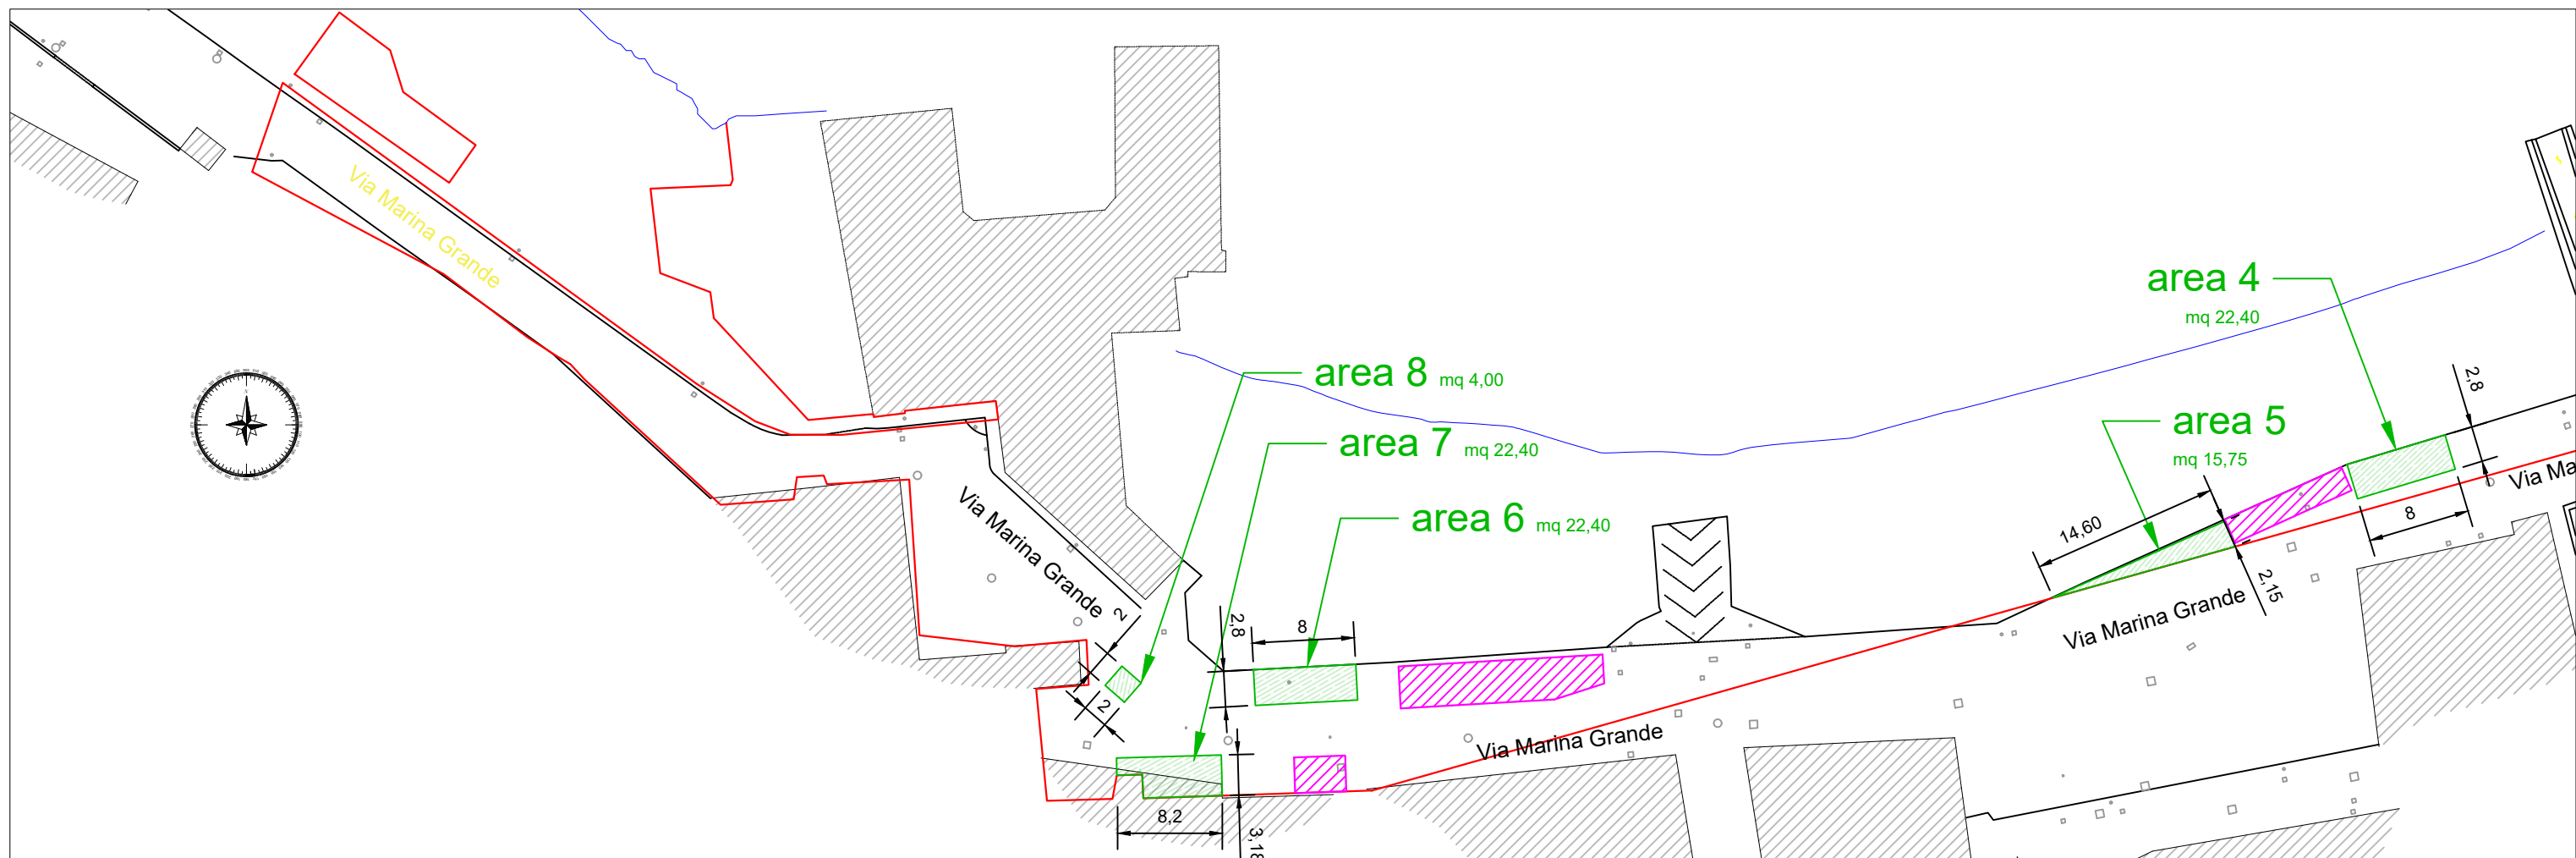 Via Marina Grande
area 4
mq 22,40
area 8 mq 4,00
2,8
area 5
mq 15,75
area 7 mq 22,40
Via Ma
8
area 6 mq 22,40
14,60
Via Marina Grande
2,15
2
2,8
8
Via Marina Grande
2
Via Marina Grande
8,2
3,18